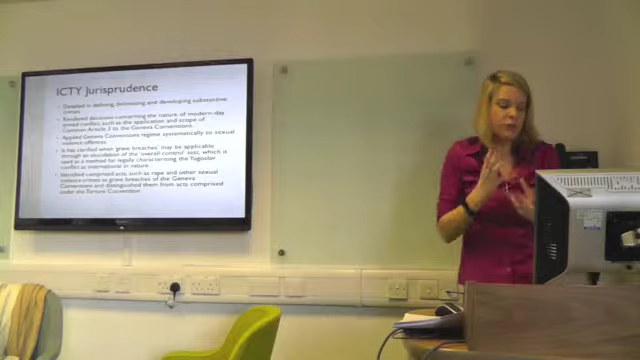 ICTY Jurisprudence
Detailed in defining, delimiting and developing substantive
crimes
Rendered decisions concerning the nature of modern-day
armed conflict, such as the application and scope of
Common Article 3 to the Geneva Conventions.
Applied Geneva Conventions regime systematically to sexual
violence offences
It has clarified when 'grave breaches' may be applicable
through an elucidation of the 'overall control' test, which is
used as a method for legally characterising the Yugoslav
conflict as international in nature.
Identified comprised acts, such as rape and other sexual
violence crimes as grave breaches of the Geneva
Conventions and distinguished them from acts comprised
under the Torture Convention